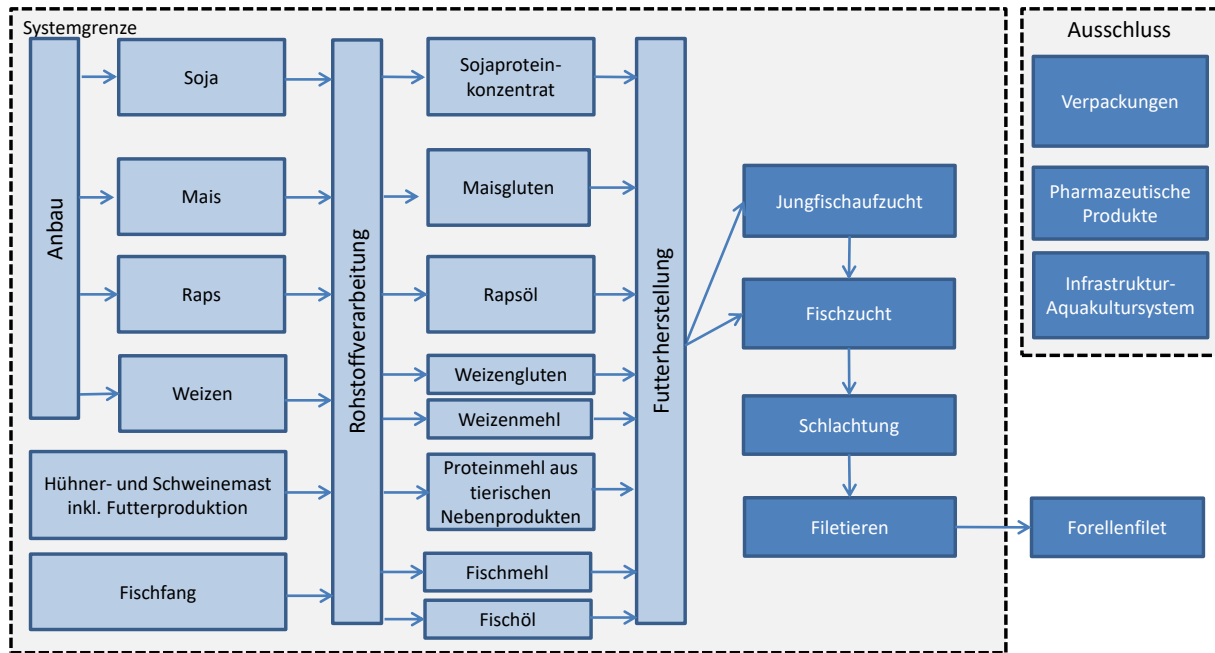 Systemgrenze
Anbau
Soja
Mais
Raps
Weizen
Hühner- und Schweinemast
inkl. Futterproduktion
Fischfang
Rohstoffverarbeitung
Sojaprotein-
konzentrat
Maisgluten
Rapsöl
Weizengluten
Weizenmehl
Proteinmehl aus
tierischen
Nebenprodukten
Fischmehl
Fischöl
Futterherstellung
Jungfischaufzucht
Fischzucht
Schlachtung
Filetieren
Forellenfilet
Ausschluss
Verpackungen
Pharmazeutische
Produkte
Infrastruktur-
Aquakultursystem